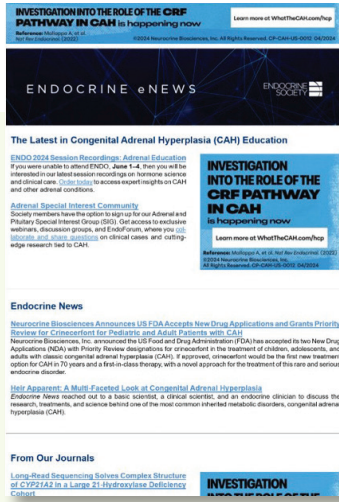 INVESTIGATION INTO THE ROLE OF THE CRF
PATHWAY IN CAH is happening now
Learn more at WhatTheCAH.com/hcp
Reference: Mallappa A, et al.
Nat Rev Endocrinol. (2022)
©2024 Neurocrine Biosciences, Inc. All Rights Reserved. CP-CAH-US-0012 04/2024
ENDOCRINE eNEWS
ENDOCRINE
SOCIETY
The Latest in Congenital Adrenal Hyperplasia (CAH) Education
ENDO 2024 Session Recordings: Adrenal Education
If you were unable to attend ENDO, June 1–4, then you will be
interested in our latest session recordings on hormone science
and clinical care. Order today to access expert insights on CAH
and other adrenal conditions.
Adrenal Special Interest Community
Society members have the option to sign up for our Adrenal and
Pituitary Special Interest Group (SIG). Get access to exclusive
webinars, discussion groups, and EndoForum, where you col-
laborate and share questions on clinical cases and cutting-
edge research tied to CAH.
INVESTIGATION
INTO THE ROLE OF THE
CRF PATHWAY
IN CAH
is happening now
Learn more at WhatTheCAH.com/hcp
Reference: Mallappa A, et al. Nat Rev Endocrinol. (2022)
©2024 Neurocrine Biosciences, Inc.
All Rights Reserved. CP-CAH-US-0012 04/2024
Endocrine News
Neurocrine Biosciences Announces US FDA Accepts New Drug Applications and Grants Priority
Review for Crinecerfont for Pediatric and Adult Patients with CAH
Neurocrine Biosciences, Inc. announced the US Food and Drug Administration (FDA) has accepted its two New Drug
Applications (NDA) with Priority Review designations for crinecerfont in the treatment of children, adolescents, and
adults with classic congenital adrenal hyperplasia (CAH). If approved, crinecerfont would be the first new treatment
option for CAH in 70 years and a first-in-class therapy, with a novel approach for the treatment of this rare and serious
endocrine disorder.
Heir Apparent: A Multi-Faceted Look at Congenital Adrenal Hyperplasia
Endocrine News reached out to a basic scientist, a clinical scientist, and an endocrine clinician to discuss the
research, treatments, and science behind one of the most common inherited metabolic disorders, congenital adrenal
hyperplasia (CAH).
From Our Journals
Long-Read Sequencing Solves Complex Structure
of CYP21A2 in a Large 21-Hydroxylase Deficiency
Cohort
INVESTIGATION
INTO THE ROLE OF THE